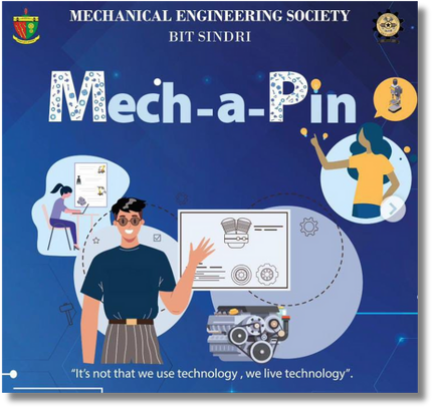 MECHANICAL ENGINEERING SOCIETY
BIT SINDRI
Mech-a-Pin
"It's not that we use technology , we live technology".